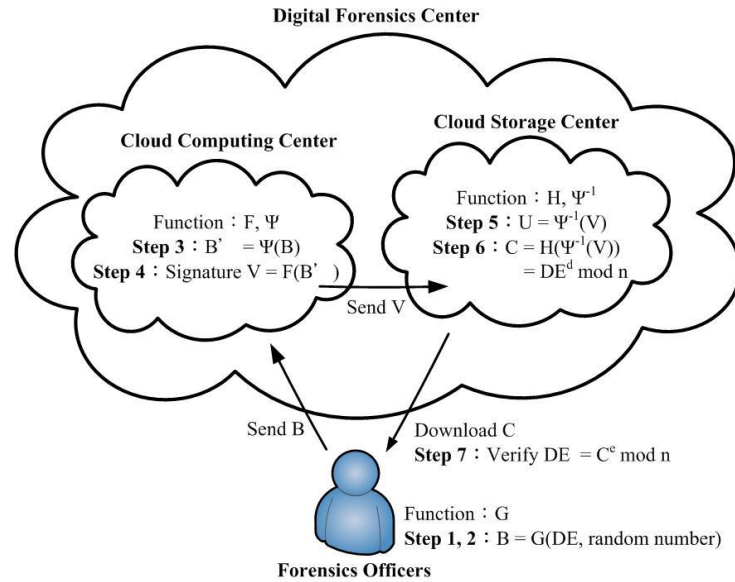 Digital Forensics Center
Cloud Computing Center
Function：F, Ψ
Step 3：B' = Ψ(B)
Step 4：Signature V = F(B' )
Send V
Cloud Storage Center
Function：H, Ψ⁻¹
Step 5：U = Ψ⁻¹(V)
Step 6：C = H(Ψ⁻¹(V))
= DEᵈ mod n
Send B
Download C
Step 7：Verify DE = Cᵉ mod n
Function：G
Step 1, 2：B = G(DE, random number)
Forensics Officers